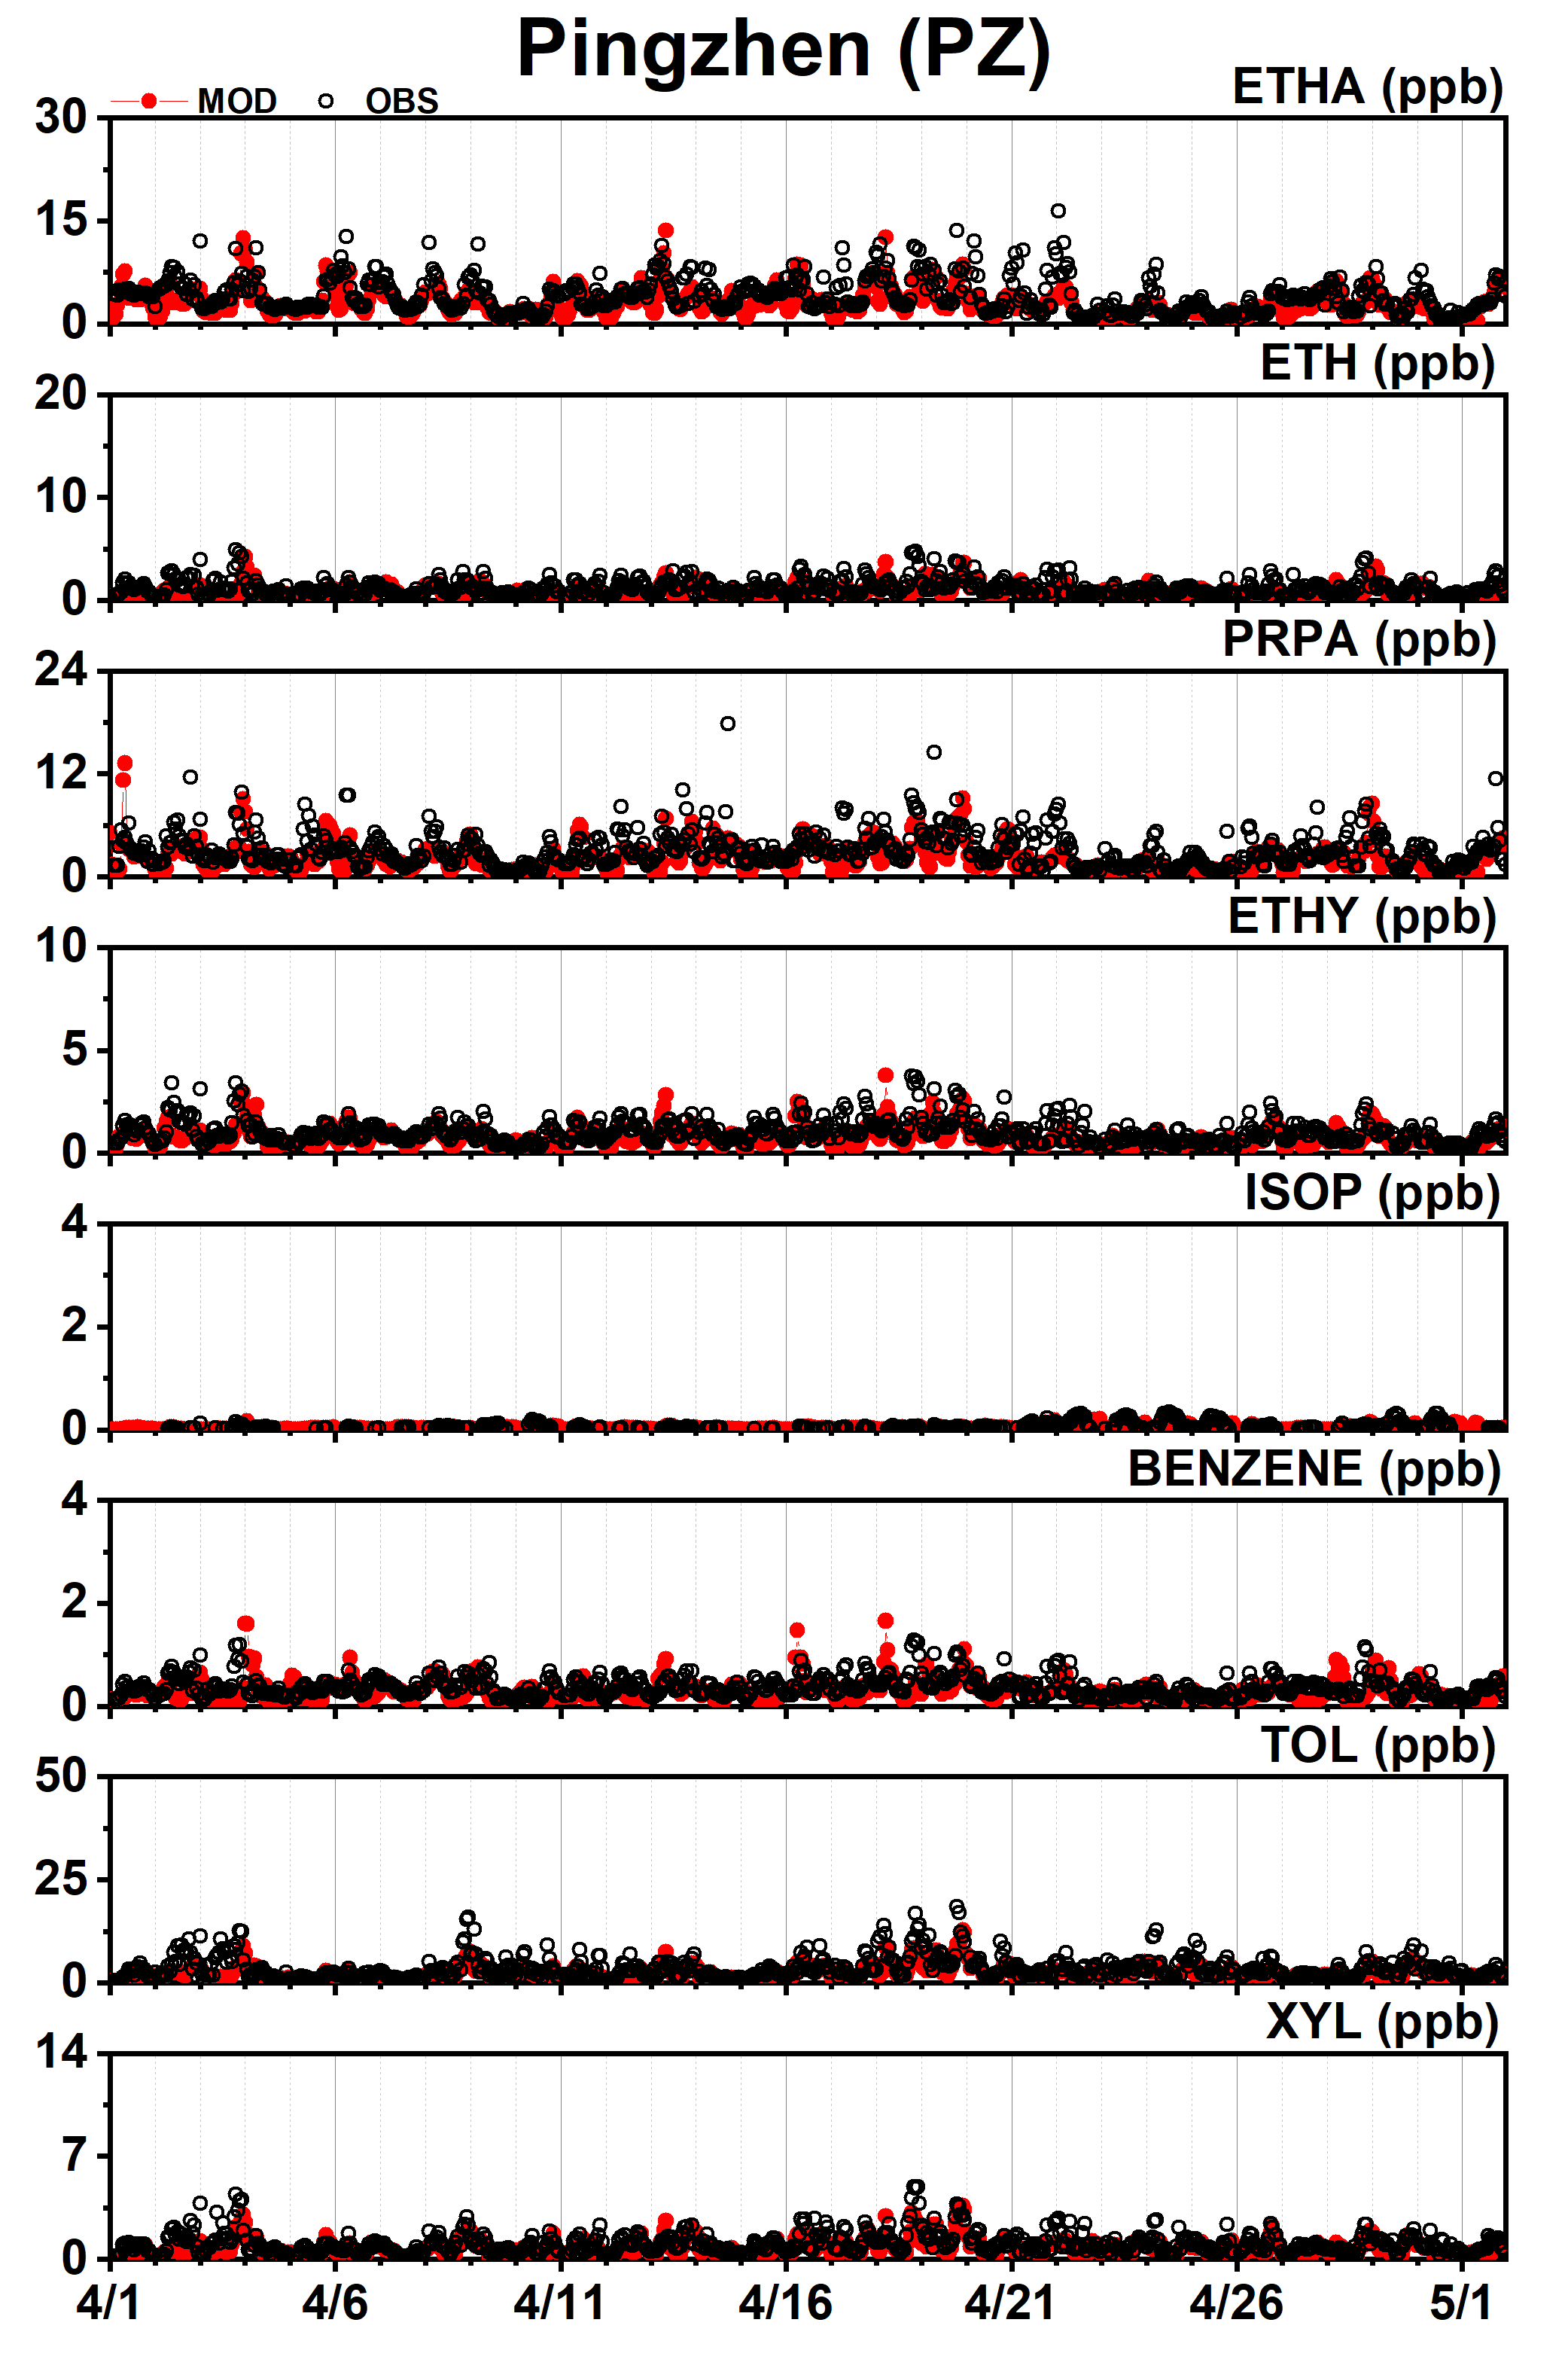 Pingzhen (PZ)
MOD OBS
ETHA (ppb)
30
15
0
ETH (ppb)
20
10
0
PRPA (ppb)
24
12
0
ETHY (ppb)
10
5
0
ISOP (ppb)
4
2
0
BENZENE (ppb)
4
2
0
TOL (ppb)
50
25
0
XYL (ppb)
14
7
0
4/1 4/6 4/11 4/16 4/21 4/26 5/1